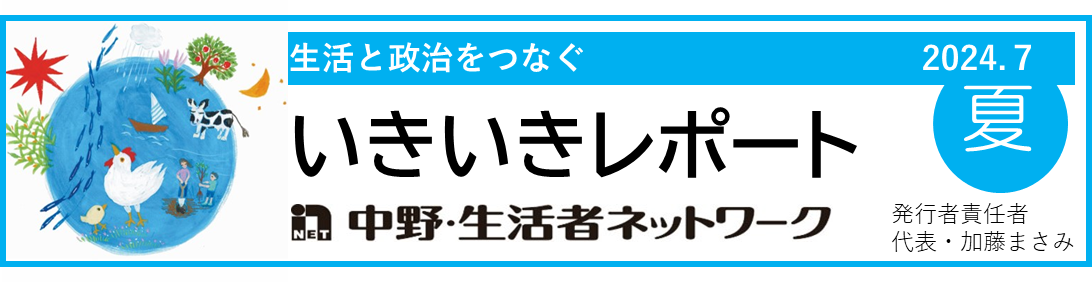 生活と政治をつなぐ
2024.7
夏
いきいきレポート
NET
中野・生活者ネットワーク
発行者責任者
代表・加藤まさみ